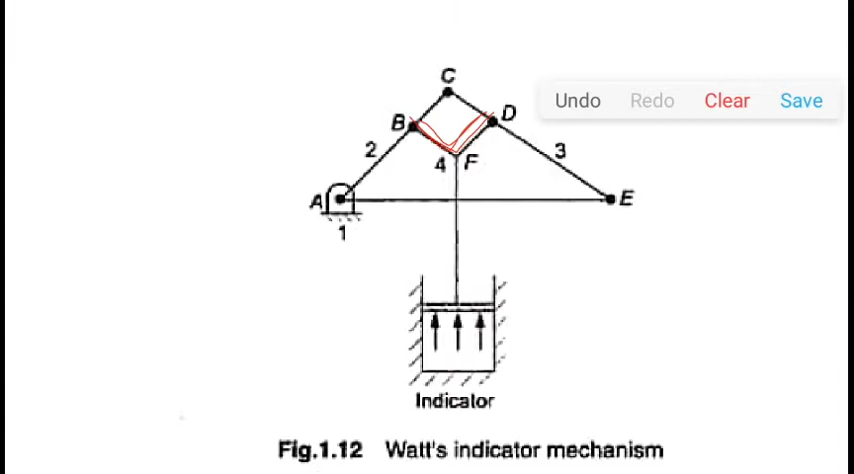 C
Undo Redo Clear Save
B D
2 3
4 F
A E
1
Indicator
Fig.1.12 Watt's indicator mechanism